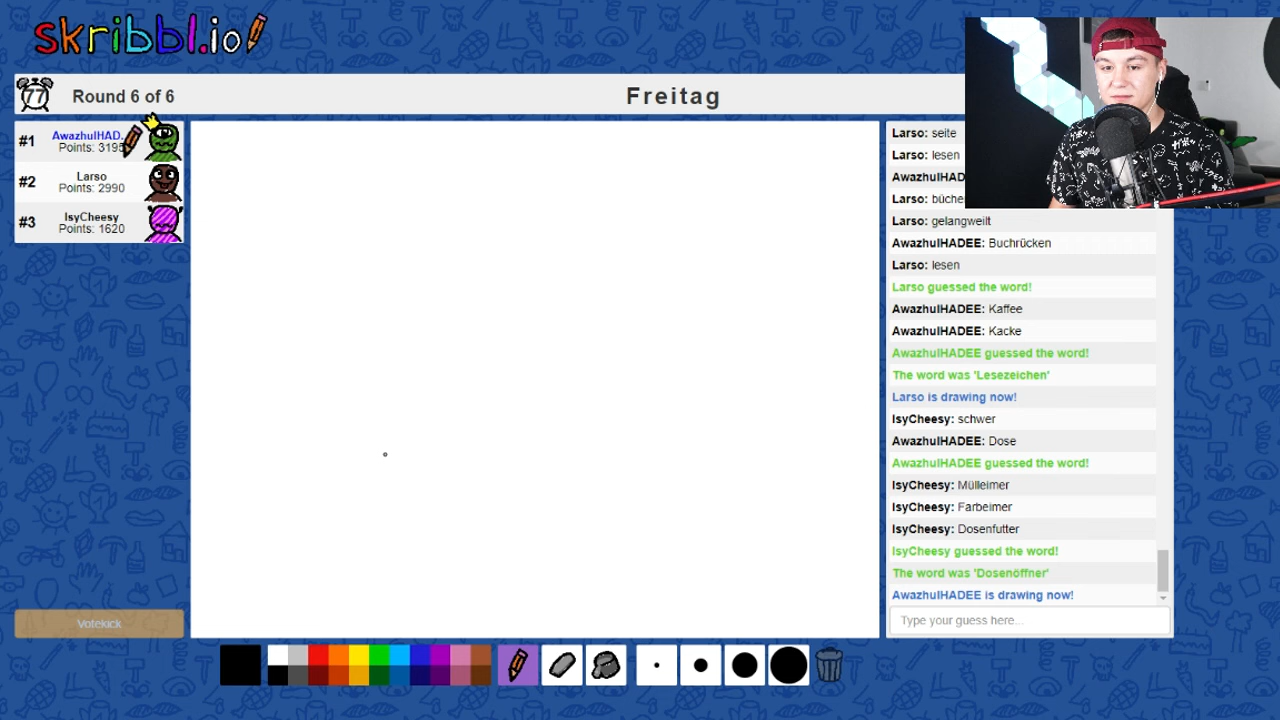 skribbl.io
77
Round 6 of 6
Freitag
#1
AwazhulHAD.
Points: 3195
#2
Larso
Points: 2990
#3
IsyCheesy
Points: 1620
Votekick
Larso: seite
Larso: lesen
AwazhulHAD
Larso: büche
Larso: gelangweilt
AwazhulHADEE: Buchrücken
Larso: lesen
Larso guessed the word!
AwazhulHADEE: Kaffee
AwazhulHADEE: Kacke
AwazhulHADEE guessed the word!
The word was 'Lesezeichen'
Larso is drawing now!
IsyCheesy: schwer
AwazhulHADEE: Dose
AwazhulHADEE guessed the word!
IsyCheesy: Mülleimer
IsyCheesy: Farbeimer
IsyCheesy: Dosenfutter
IsyCheesy guessed the word!
The word was 'Dosenöffner'
AwazhulHADEE is drawing now!
Type your guess here...